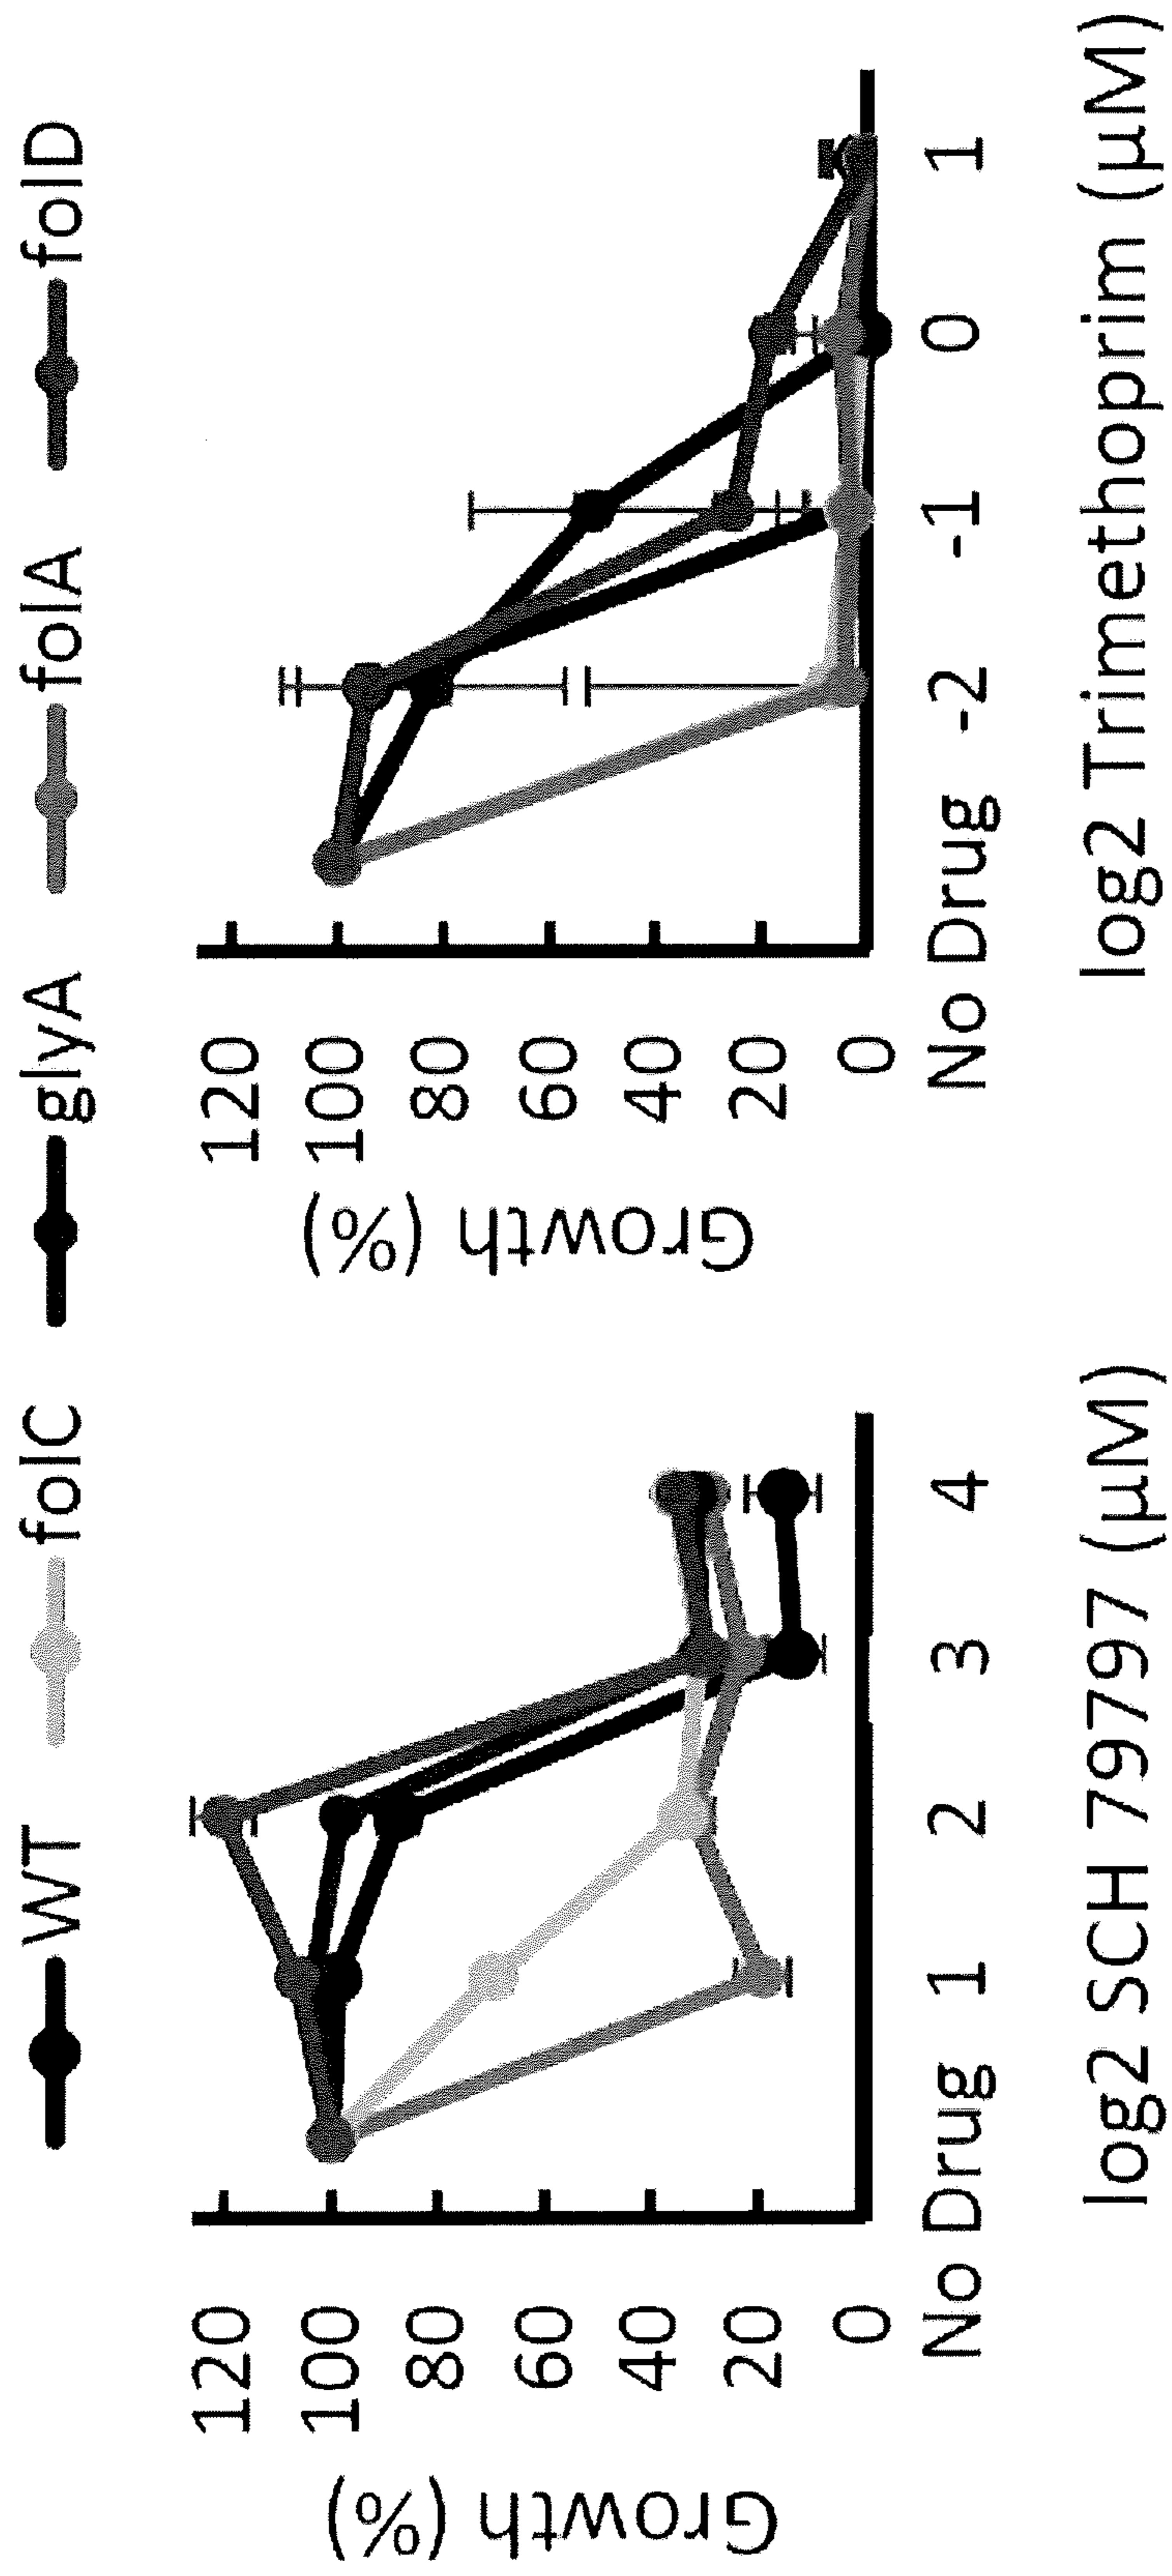 WT folC glyA folA folD
Growth (%)
120
100
80
60
40
20
0
No Drug 1 2 3 4
log2 SCH 79797 (µM)
Growth (%)
120
100
80
60
40
20
0
No Drug -2 -1 0 1
log2 Trimethoprim (µM)